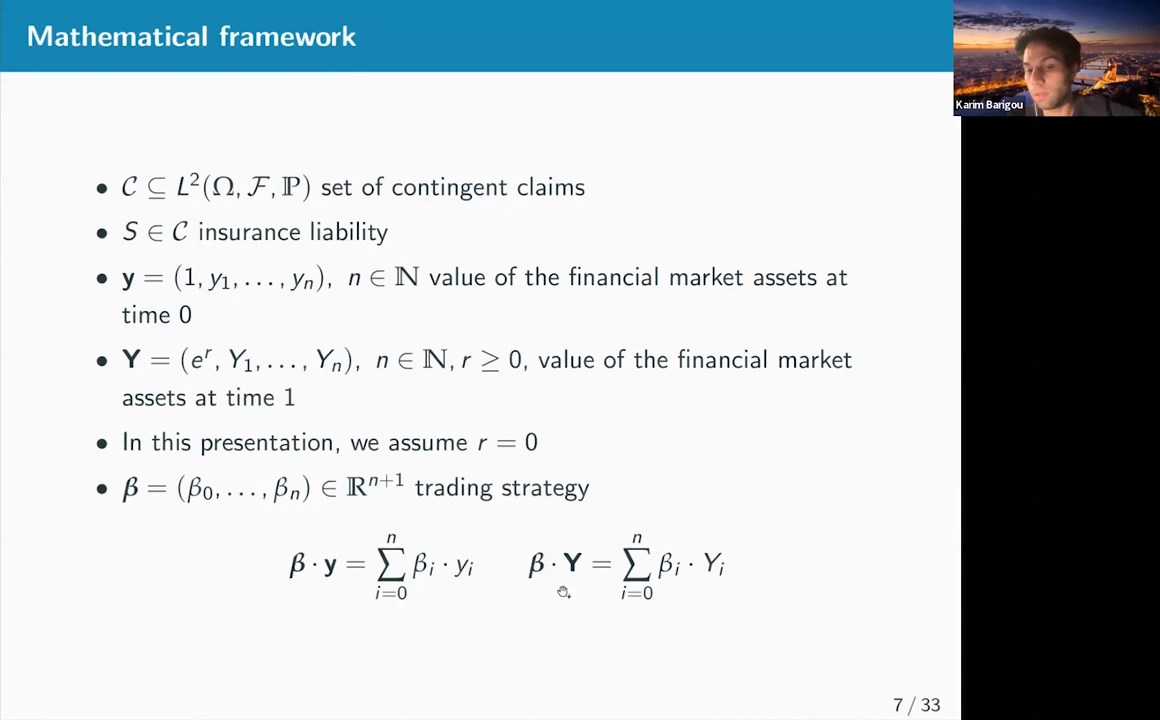 Mathematical framework
Karim Barigou
• 𝒞 ⊆ L²(Ω, ℱ, ℙ) set of contingent claims
• S ∈ 𝒞 insurance liability
• y = (1, y₁, . . . , yₙ), n ∈ ℕ value of the financial market assets at
time 0
• Y = (eʳ, Y₁, . . . , Yₙ), n ∈ ℕ, r ≥ 0, value of the financial market
assets at time 1
• In this presentation, we assume r = 0
• β = (β₀, . . . , βₙ) ∈ ℝⁿ⁺¹ trading strategy
β · y = ∑ᵢ₌₀ⁿ βᵢ · yᵢ β · Y = ∑ᵢ₌₀ⁿ βᵢ · Yᵢ
7 / 33